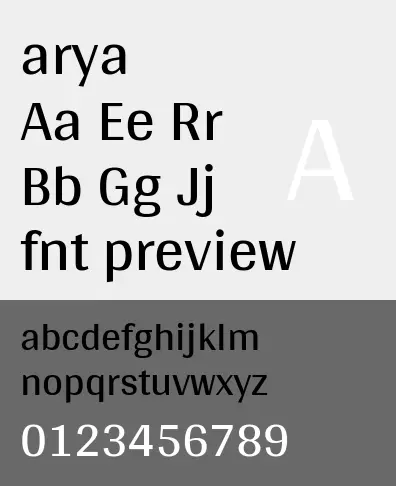 arya
Aa Ee Rr
A
Bb Gg Jj
fnt preview
abcdefghijklm
nopqrstuvwxyz
0123456789